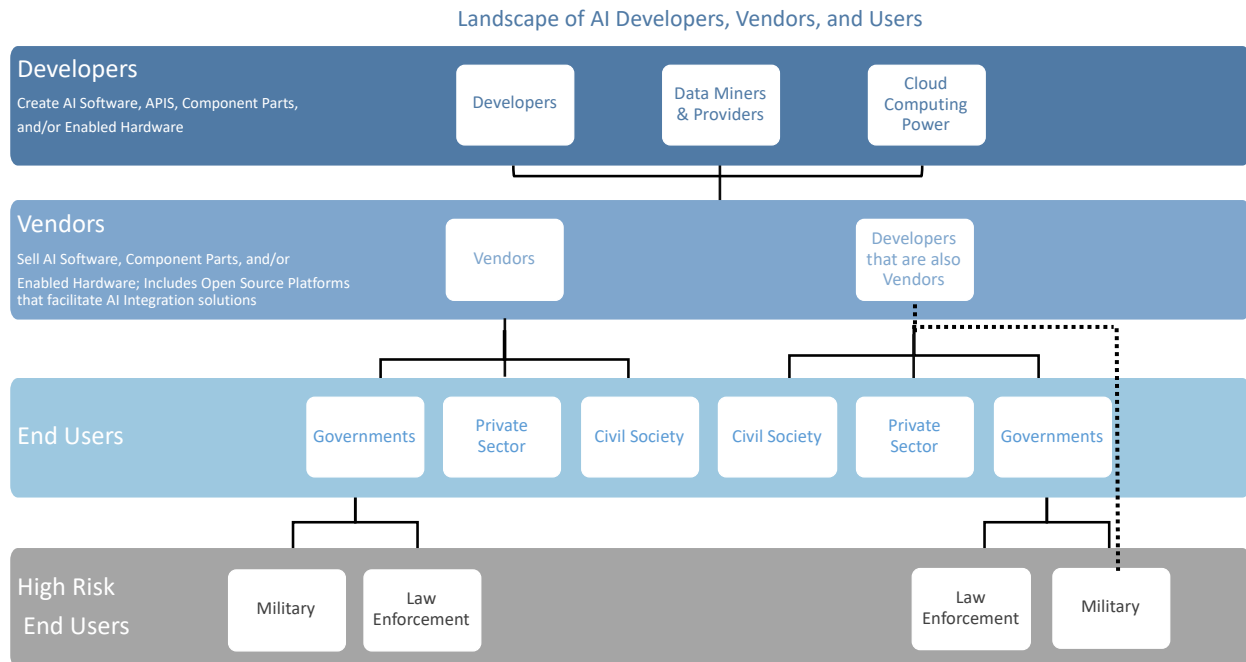 Landscape of AI Developers, Vendors, and Users
Developers
Create AI Software, APIS, Component Parts,
and/or Enabled Hardware
Developers
Data Miners
& Providers
Cloud
Computing
Power
Vendors
Sell AI Software, Component Parts, and/or
Enabled Hardware; Includes Open Source Platforms
that facilitate AI Integration solutions
Vendors
Developers
that are also
Vendors
End Users
Governments
Private
Sector
Civil Society
Civil Society
Private
Sector
Governments
High Risk
End Users
Military
Law
Enforcement
Law
Enforcement
Military